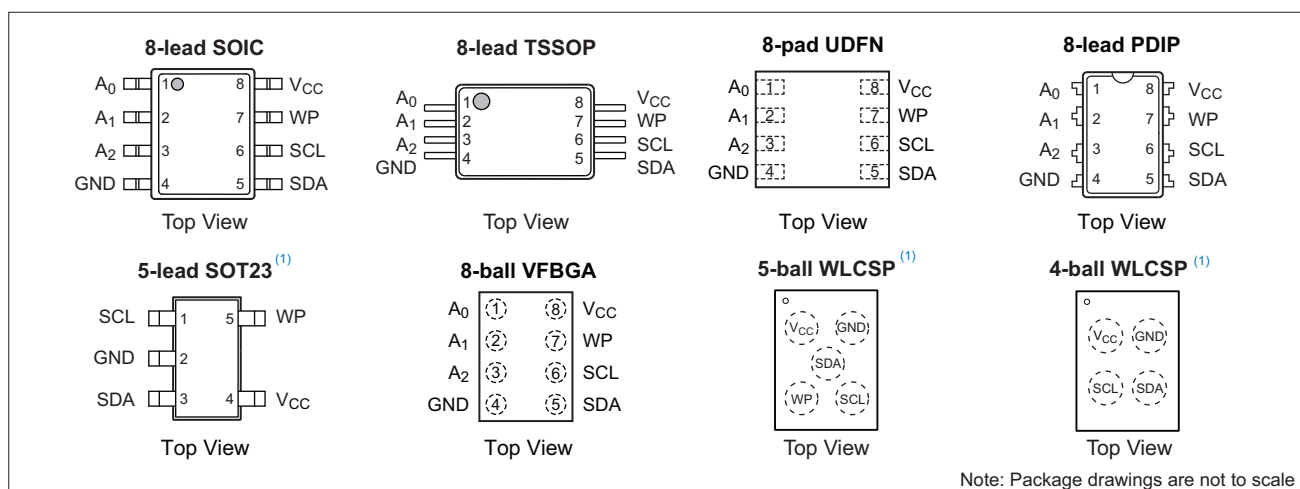 8-lead SOIC
A0 1 8 VCC
A1 2 7 WP
A2 3 6 SCL
GND 4 5 SDA
Top View
8-lead TSSOP
A0 1 8 VCC
A1 2 7 WP
A2 3 6 SCL
GND 4 5 SDA
Top View
8-pad UDFN
A0 1 8 VCC
A1 2 7 WP
A2 3 6 SCL
GND 4 5 SDA
Top View
8-lead PDIP
A0 1 8 VCC
A1 2 7 WP
A2 3 6 SCL
GND 4 5 SDA
Top View
5-lead SOT23 (1)
SCL 1 5 WP
GND 2
SDA 3 4 VCC
Top View
8-ball VFBGA
A0 1 8 VCC
A1 2 7 WP
A2 3 6 SCL
GND 4 5 SDA
Top View
5-ball WLCSP (1)
VCC GND
SDA
WP SCL
Top View
4-ball WLCSP (1)
VCC GND
SCL SDA
Top View
Note: Package drawings are not to scale